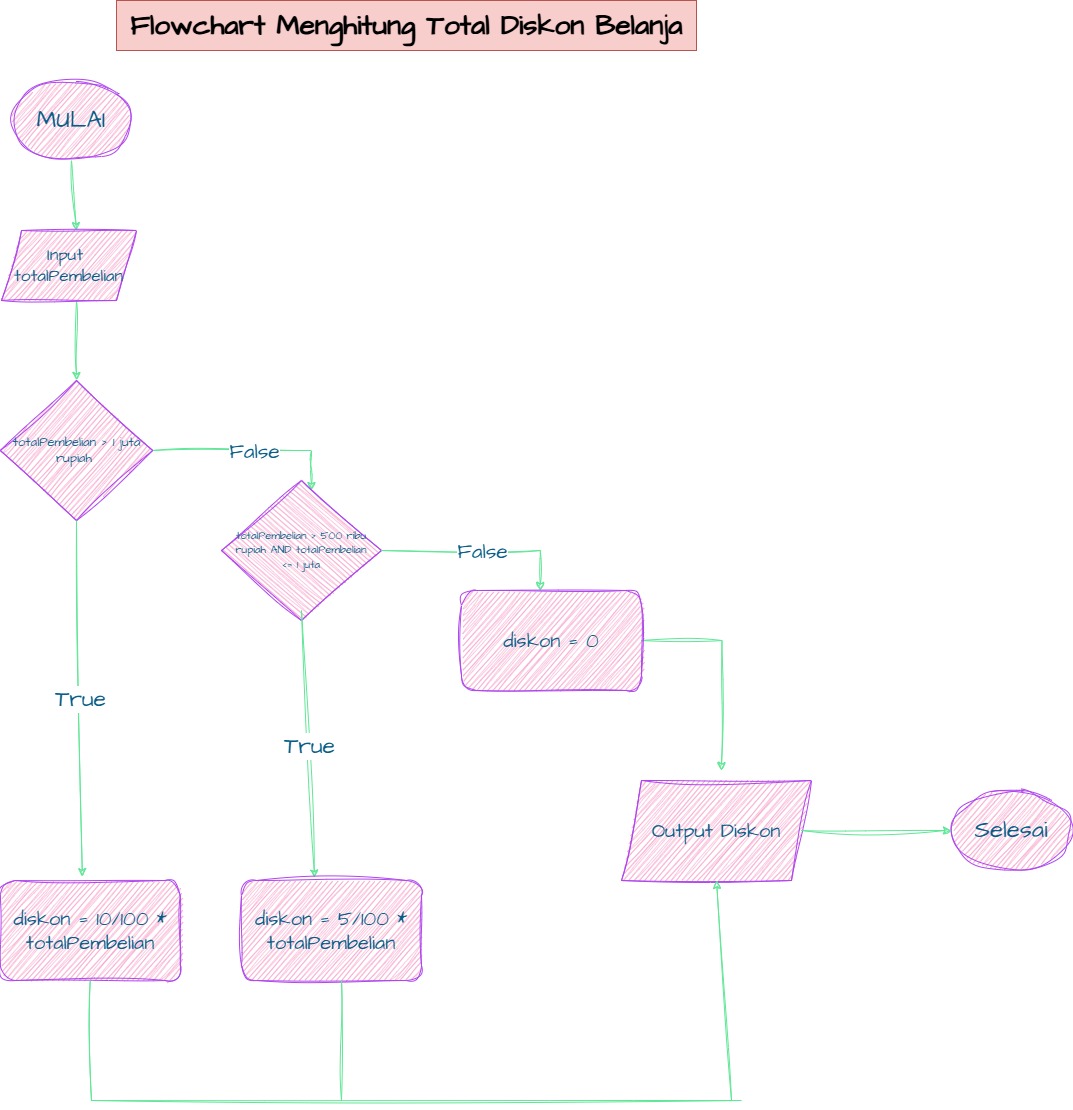 Flowchart Menghitung Total Diskon Belanja
MULAI
Input
totalPembelian
totalPembelian > 1 juta
rupiah
False
totalPembelian > 500 ribu
rupiah AND totalPembelian
<= 1 juta
False
diskon = 0
True
True
Output Diskon
Selesai
diskon = 10/100 *
totalPembelian
diskon = 5/100 *
totalPembelian